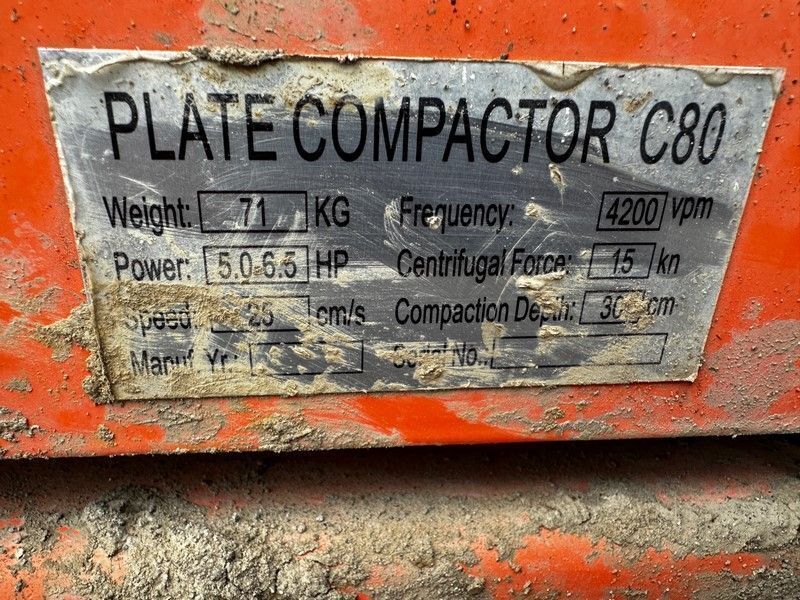 PLATE COMPACTOR C80
Weight: 71 KG Frequency: 4200 vpm
Power: 5.0-6.5 HP Centrifugal Force: 15 kn
Speed: 25 cm/s Compaction Depth: 30 cm
Manuf. Yr.: Serial No.: